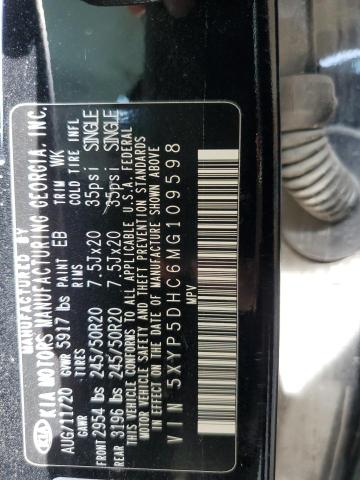 KIA
MANUFACTURED BY
KIA MOTORS MANUFACTURING GEORGIA, INC.
AUG/11/20 GVWR 5917 lbs PAINT EB TRIM WK
GAWR TIRES RIMS COLD TIRE INFL
FRONT 2954 lbs 245/50R20 7.5Jx20 35psi SINGLE
REAR 3196 lbs 245/50R20 7.5Jx20 35psi SINGLE
THIS VEHICLE CONFORMS TO ALL APPLICABLE U.S.A FEDERAL
MOTOR VEHICLE SAFETY, BUMPER, AND THEFT PREVENTION STANDARDS
IN EFFECT ON THE DATE OF MANUFACTURE SHOWN ABOVE
VIN 5XYP5DHC6MG109598
MPV